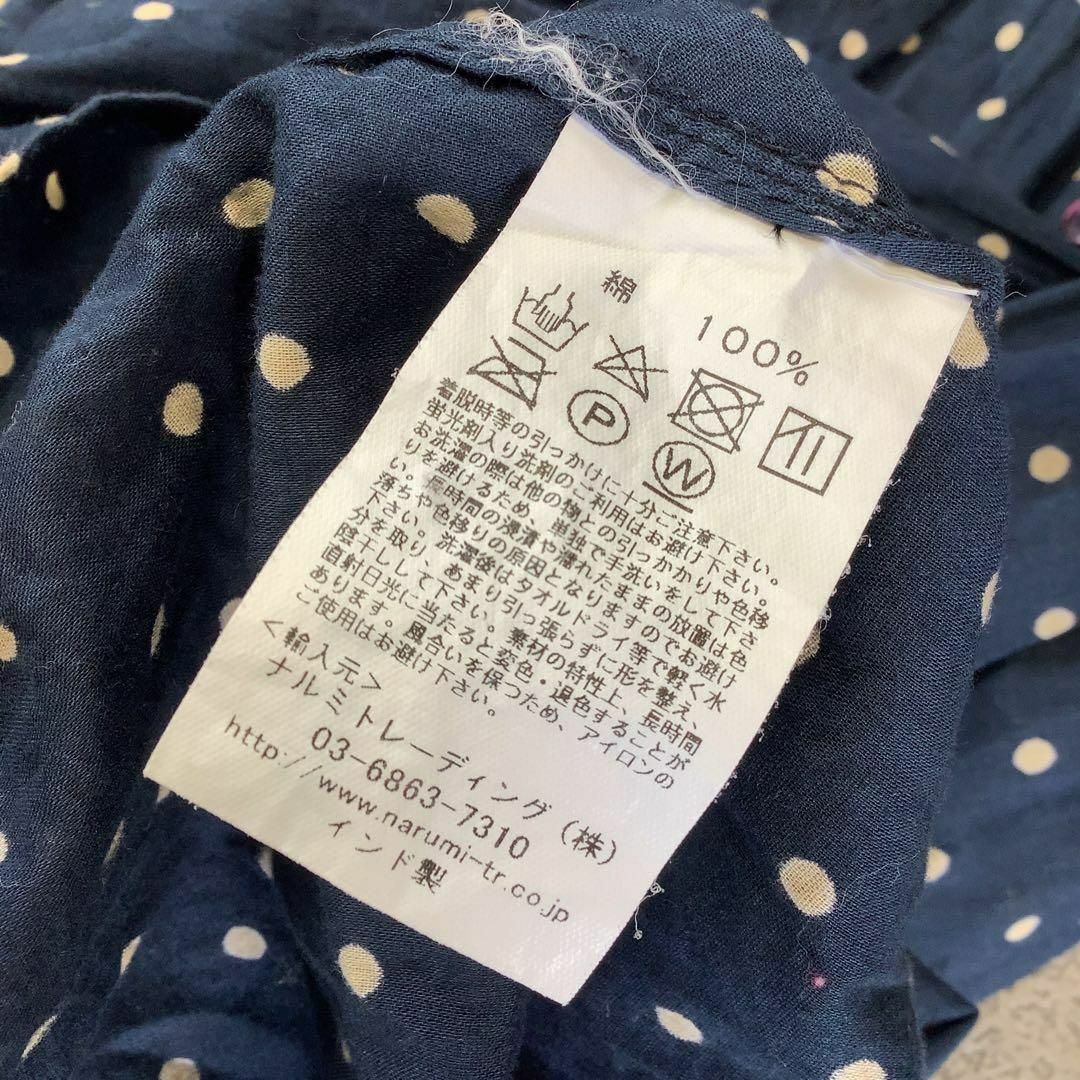 綿 100%
P
W
着脱時等の引っかけに十分ご注意下さい。
蛍光剤入り洗剤のご利用はお避け下さい。
お洗濯の際は他の物との引っかかりや色移
りを避けるため、単独で手洗いをして下さ
い。長時間の浸漬や濡れたままの放置は色
落ちや色移りの原因となりますのでお避け
下さい。洗濯後はタオルドライ等で軽く水
分を取り、あまり引っ張らずに形を整え、
陰干しして下さい。素材の特性上、長時間
直射日光に当たると変色・退色することが
あります。風合いを保つため、アイロンの
ご使用はお避け下さい。
<輸入元>
ナルミトレーディング(株)
03-6863-7310
http://www.narumi-tr.co.jp
インド製